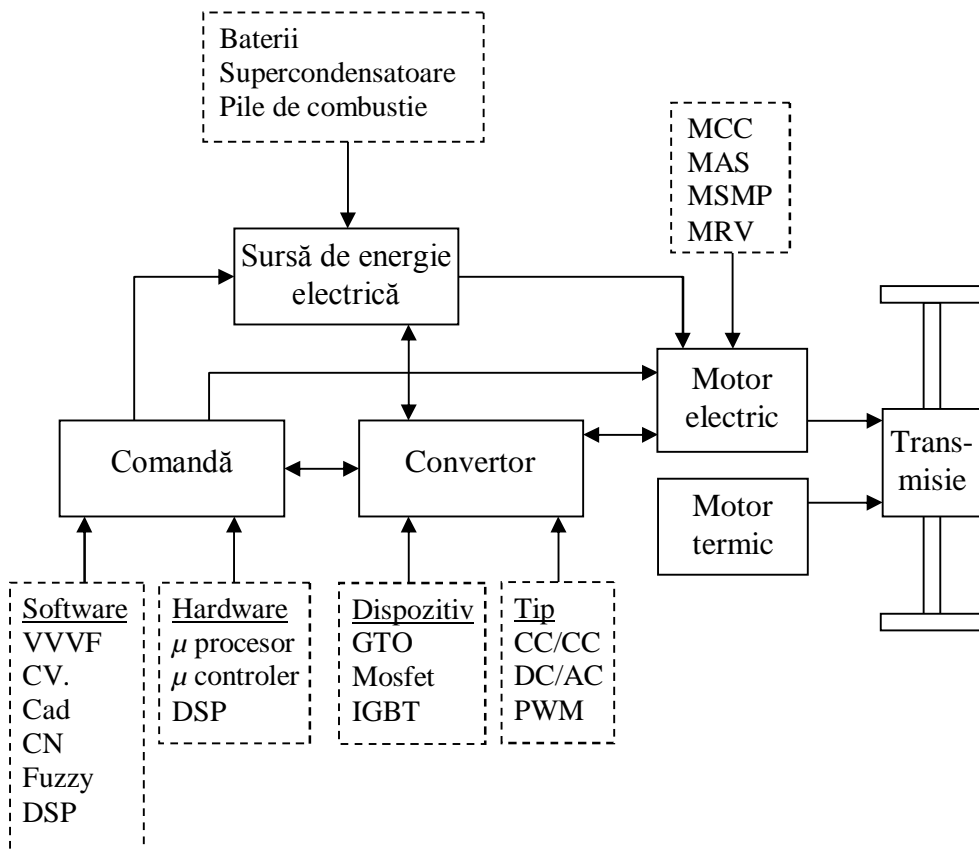 Baterii
Supercondensatoare
Pile de combustie
MCC
MAS
MSMP
MRV
Sursă de energie
electrică
Motor
electric
Trans-
misie
Comandă
Convertor
Motor
termic
Software
VVVF
CV.
Cad
CN
Fuzzy
DSP
Hardware
μ procesor
μ controler
DSP
Dispozitiv
GTO
Mosfet
IGBT
Tip
CC/CC
DC/AC
PWM